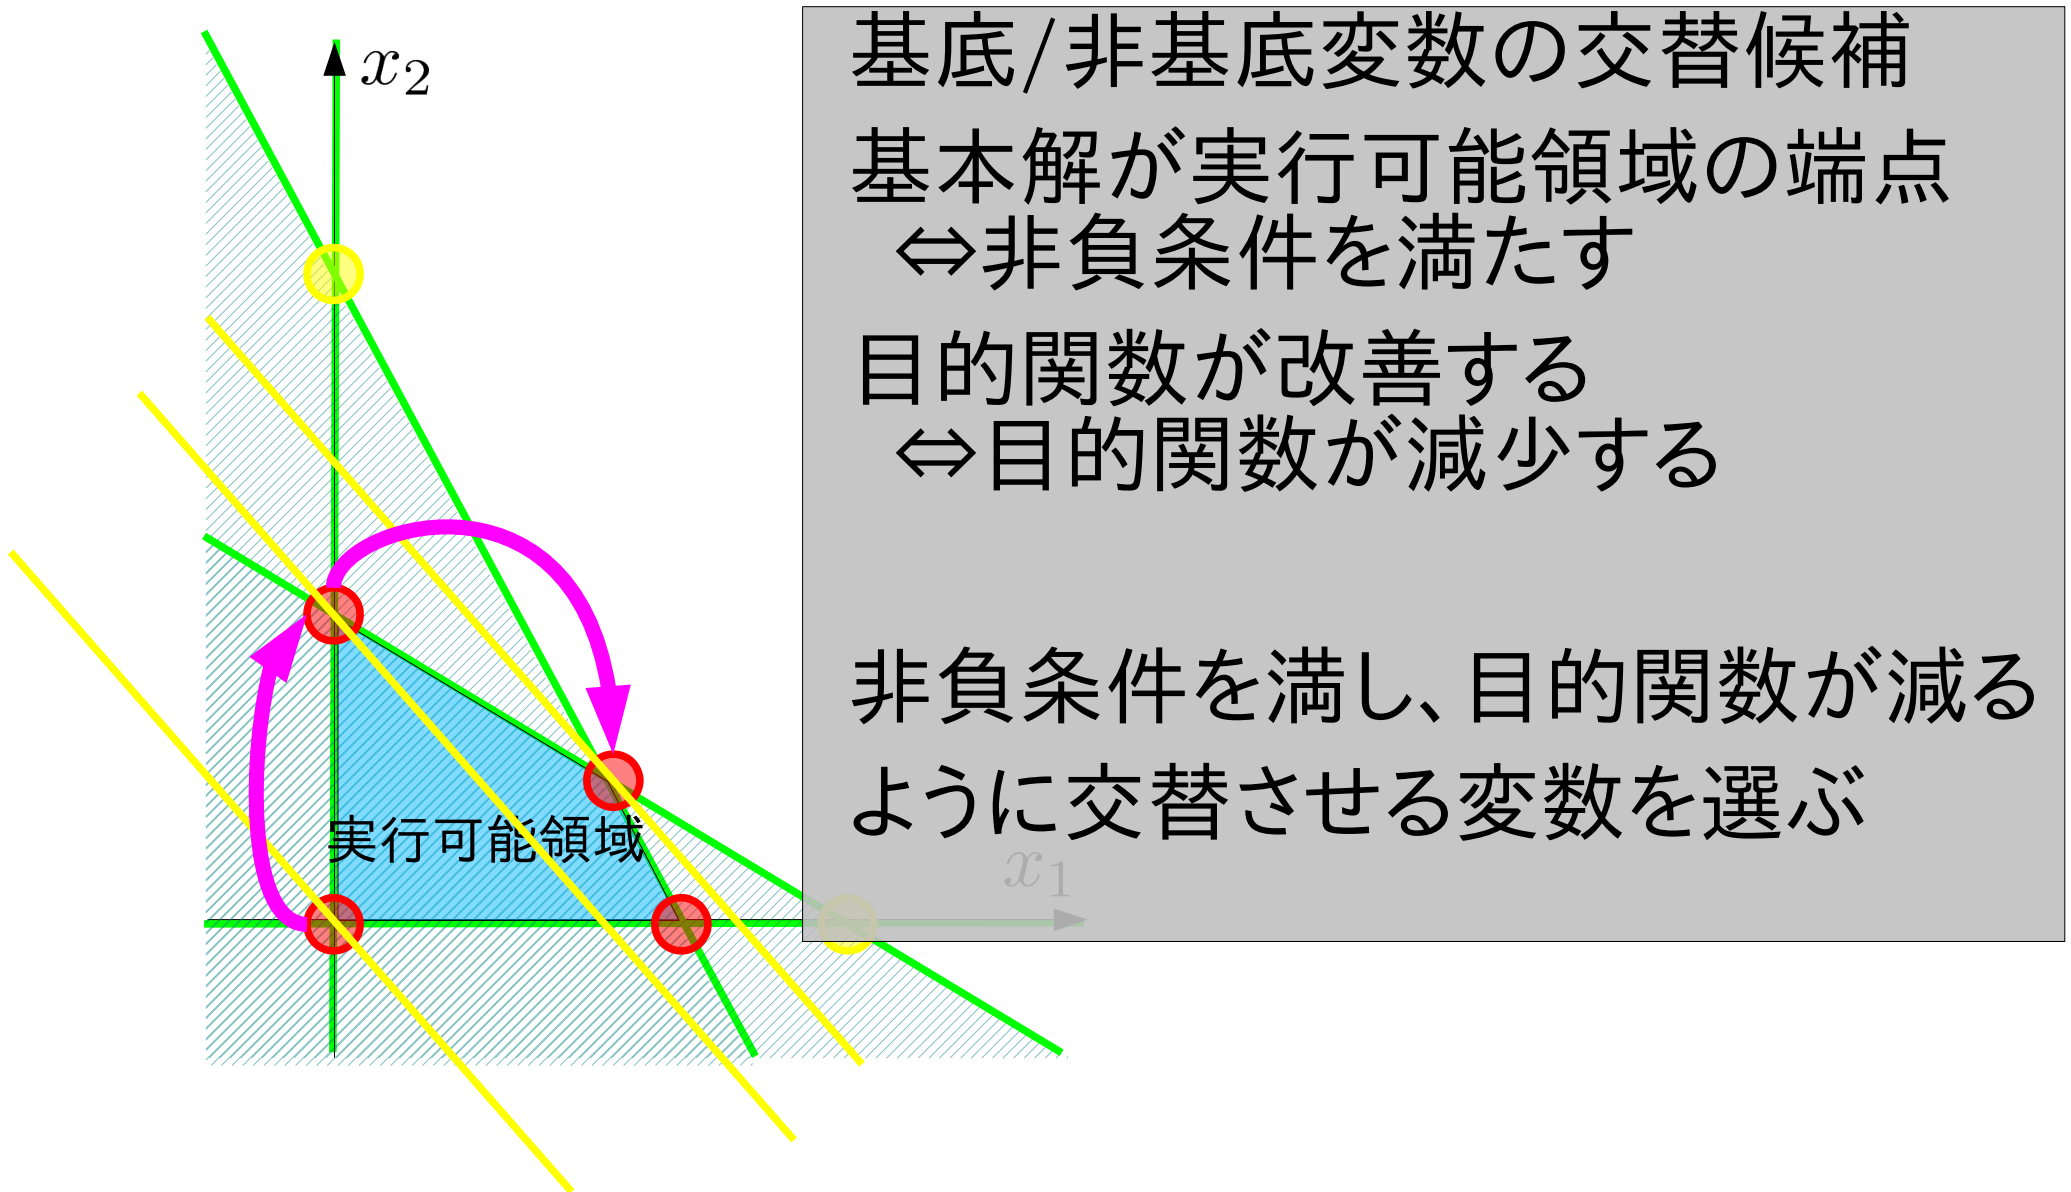 x₂
基底/非基底変数の交替候補
基本解が実行可能領域の端点
⇔非負条件を満たす
目的関数が改善する
⇔目的関数が減少する
非負条件を満し、目的関数が減る
ように交替させる変数を選ぶ
実行可能領域
x₁